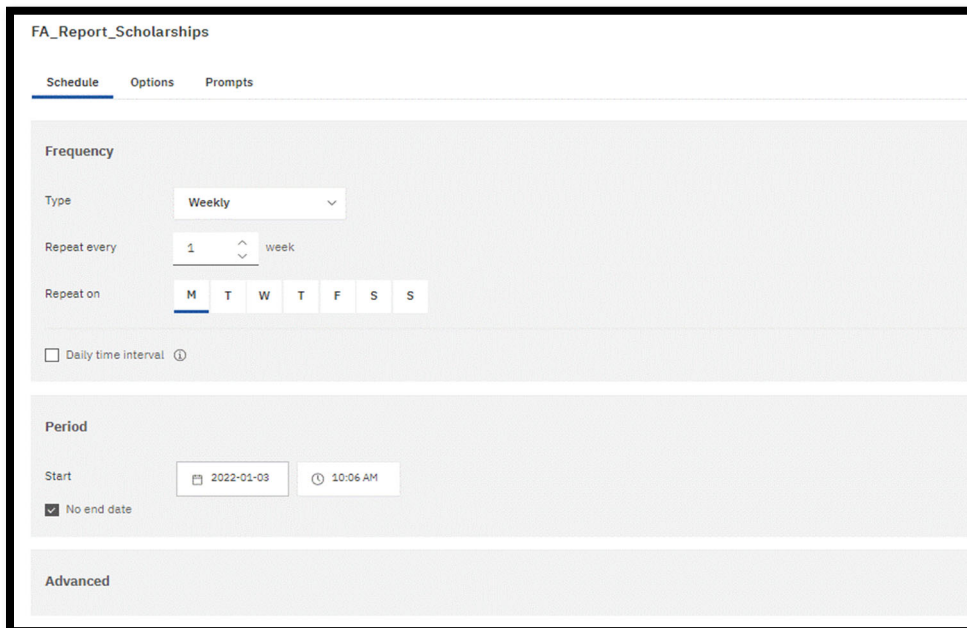 FA_Report_Scholarships
Schedule Options Prompts
Frequency
Type Weekly
Repeat every 1 week
Repeat on M T W T F S S
Daily time interval
Period
Start 2022-01-03 10:06 AM
No end date
Advanced